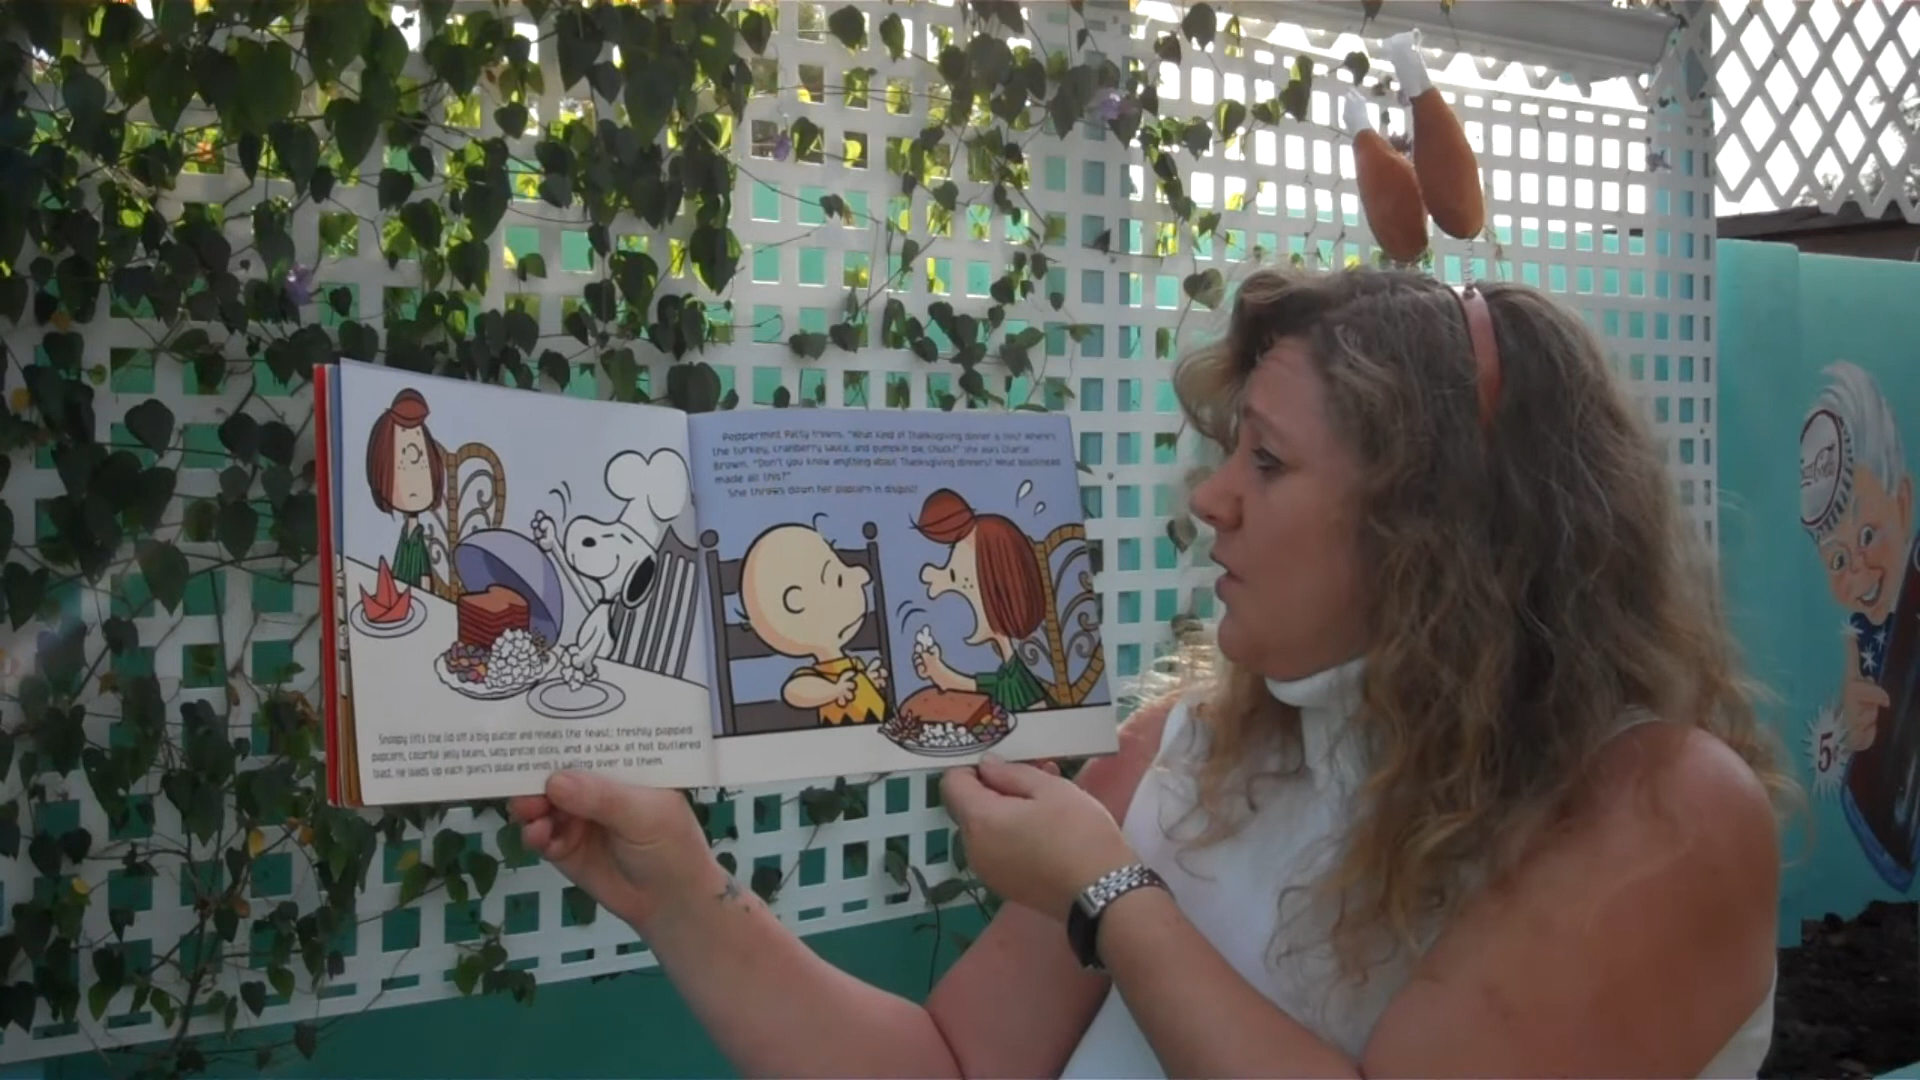 Snoopy lifts the lid off a big platter and reveals the feast: freshly popped
popcorn, colorful jelly beans, salty pretzel sticks, and a stack of hot buttered
toast. He loads up each guest's plate and sends it sailing over to them.
Peppermint Patty frowns. "What kind of Thanksgiving dinner is this? Where's
the turkey, cranberry sauce, and pumpkin pie, Chuck?" she asks Charlie
Brown. "Don't you know anything about Thanksgiving dinners? What blockhead
made all this?"
She throws down her popcorn in disgust!
Coca-Cola
5¢